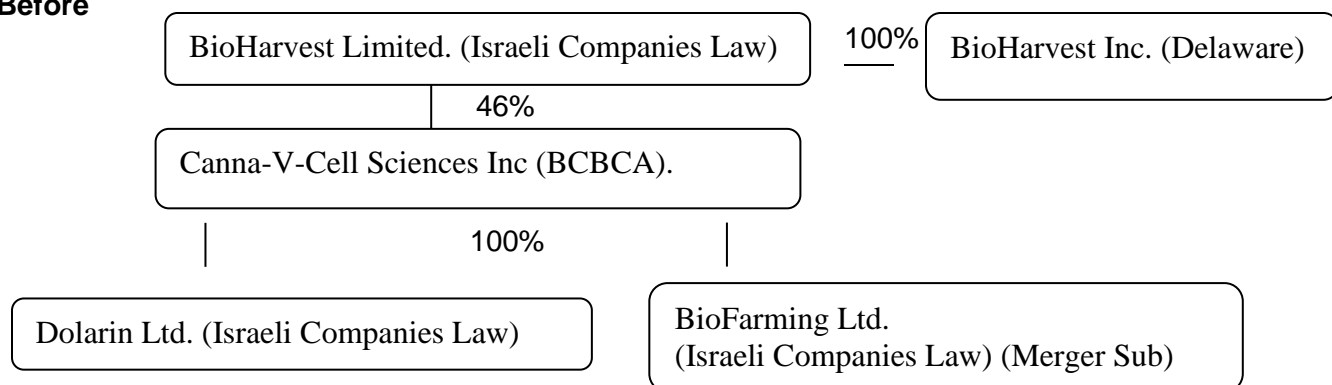 Before
BioHarvest Limited. (Israeli Companies Law)
100%
BioHarvest Inc. (Delaware)
46%
Canna-V-Cell Sciences Inc (BCBCA).
100%
Dolarin Ltd. (Israeli Companies Law)
BioFarming Ltd.
(Israeli Companies Law) (Merger Sub)